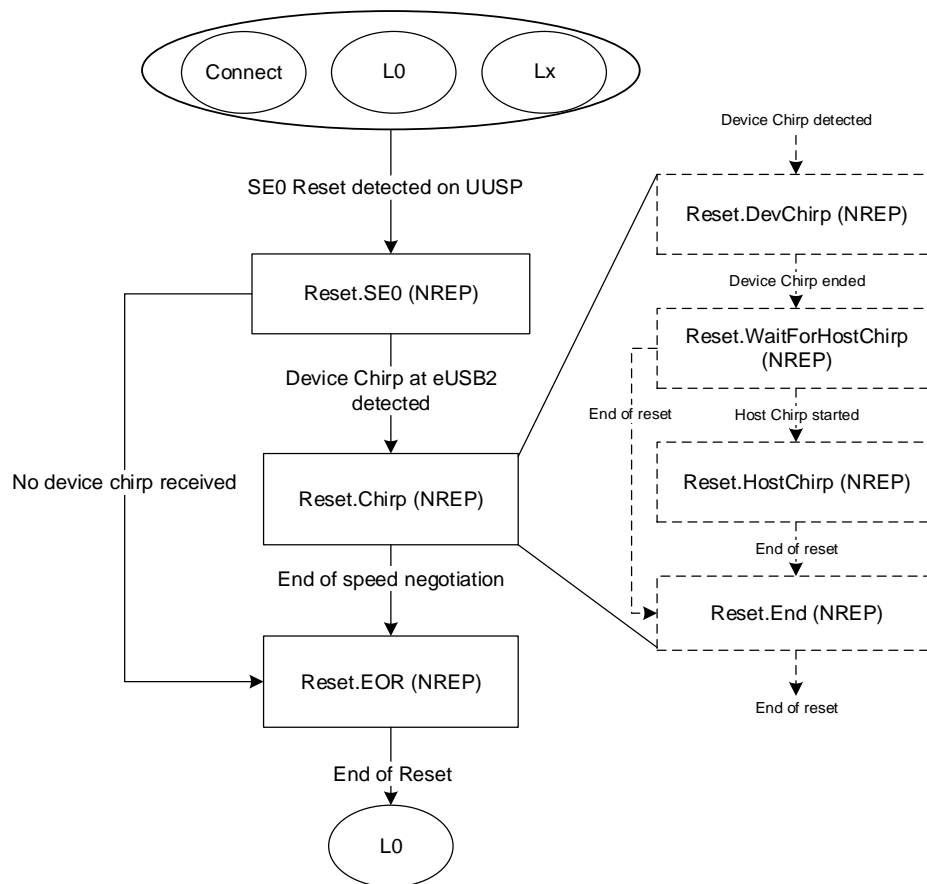 Connect
L0
Lx
SE0 Reset detected on UUSP
Reset.SE0 (NREP)
Device Chirp at eUSB2
detected
No device chirp received
Reset.Chirp (NREP)
End of speed negotiation
Reset.EOR (NREP)
End of Reset
L0
Device Chirp detected
Reset.DevChirp (NREP)
Device Chirp ended
Reset.WaitForHostChirp
(NREP)
End of reset
Host Chirp started
Reset.HostChirp (NREP)
End of reset
Reset.End (NREP)
End of reset